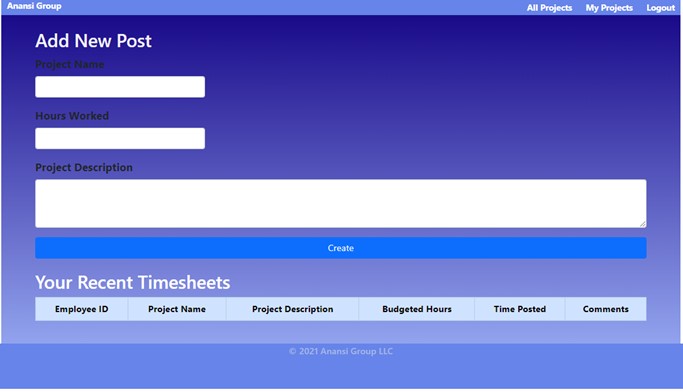 Anansi Group
All Projects My Projects Logout
Add New Post
Project Name
Hours Worked
Project Description
Create
Your Recent Timesheets
Employee ID Project Name Project Description Budgeted Hours Time Posted Comments
© 2021 Anansi Group LLC